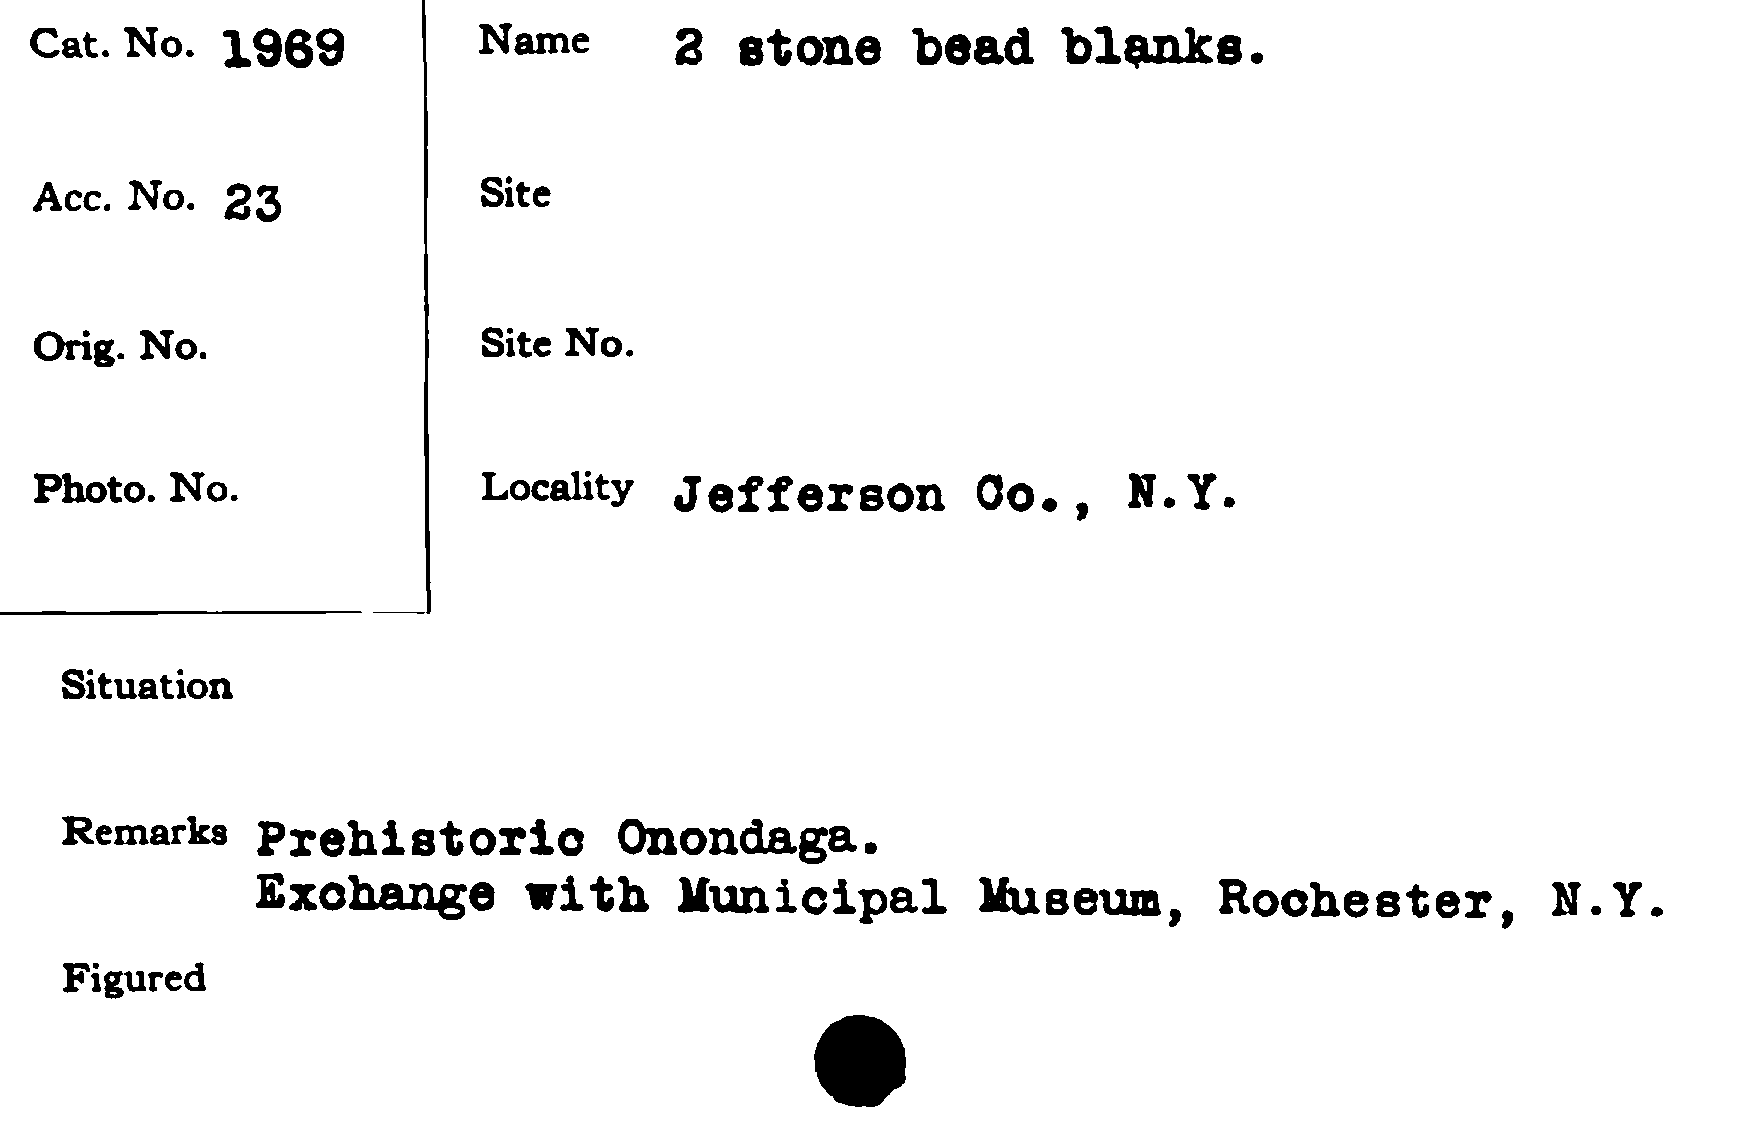 Cat. No. 1969
Name 2 stone bead blanks.
Acc. No. 23
Site
Orig. No.
Site No.
Photo. No.
Locality Jefferson Co., N.Y.
Situation
Remarks Prehistoric Onondaga.
Exchange with Municipal Museum, Rochester, N.Y.
Figured